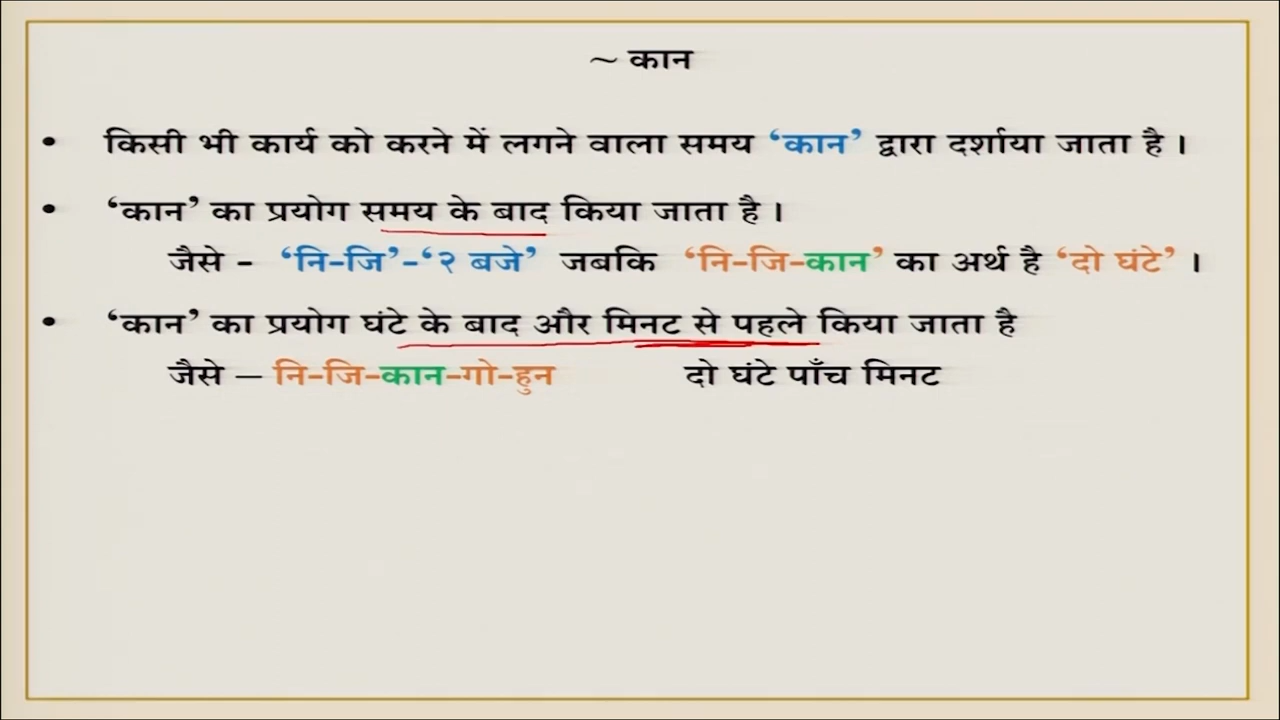 ~ कान
• किसी भी कार्य को करने में लगने वाला समय ‘कान’ द्वारा दर्शाया जाता है ।
• ‘कान’ का प्रयोग समय के बाद किया जाता है ।
जैसे - ‘नि-जि’-‘२ बजे’ जबकि ‘नि-जि-कान’ का अर्थ है ‘दो घंटे’ ।
• ‘कान’ का प्रयोग घंटे के बाद और मिनट से पहले किया जाता है
जैसे – नि-जि-कान-गो-हुन दो घंटे पाँच मिनट